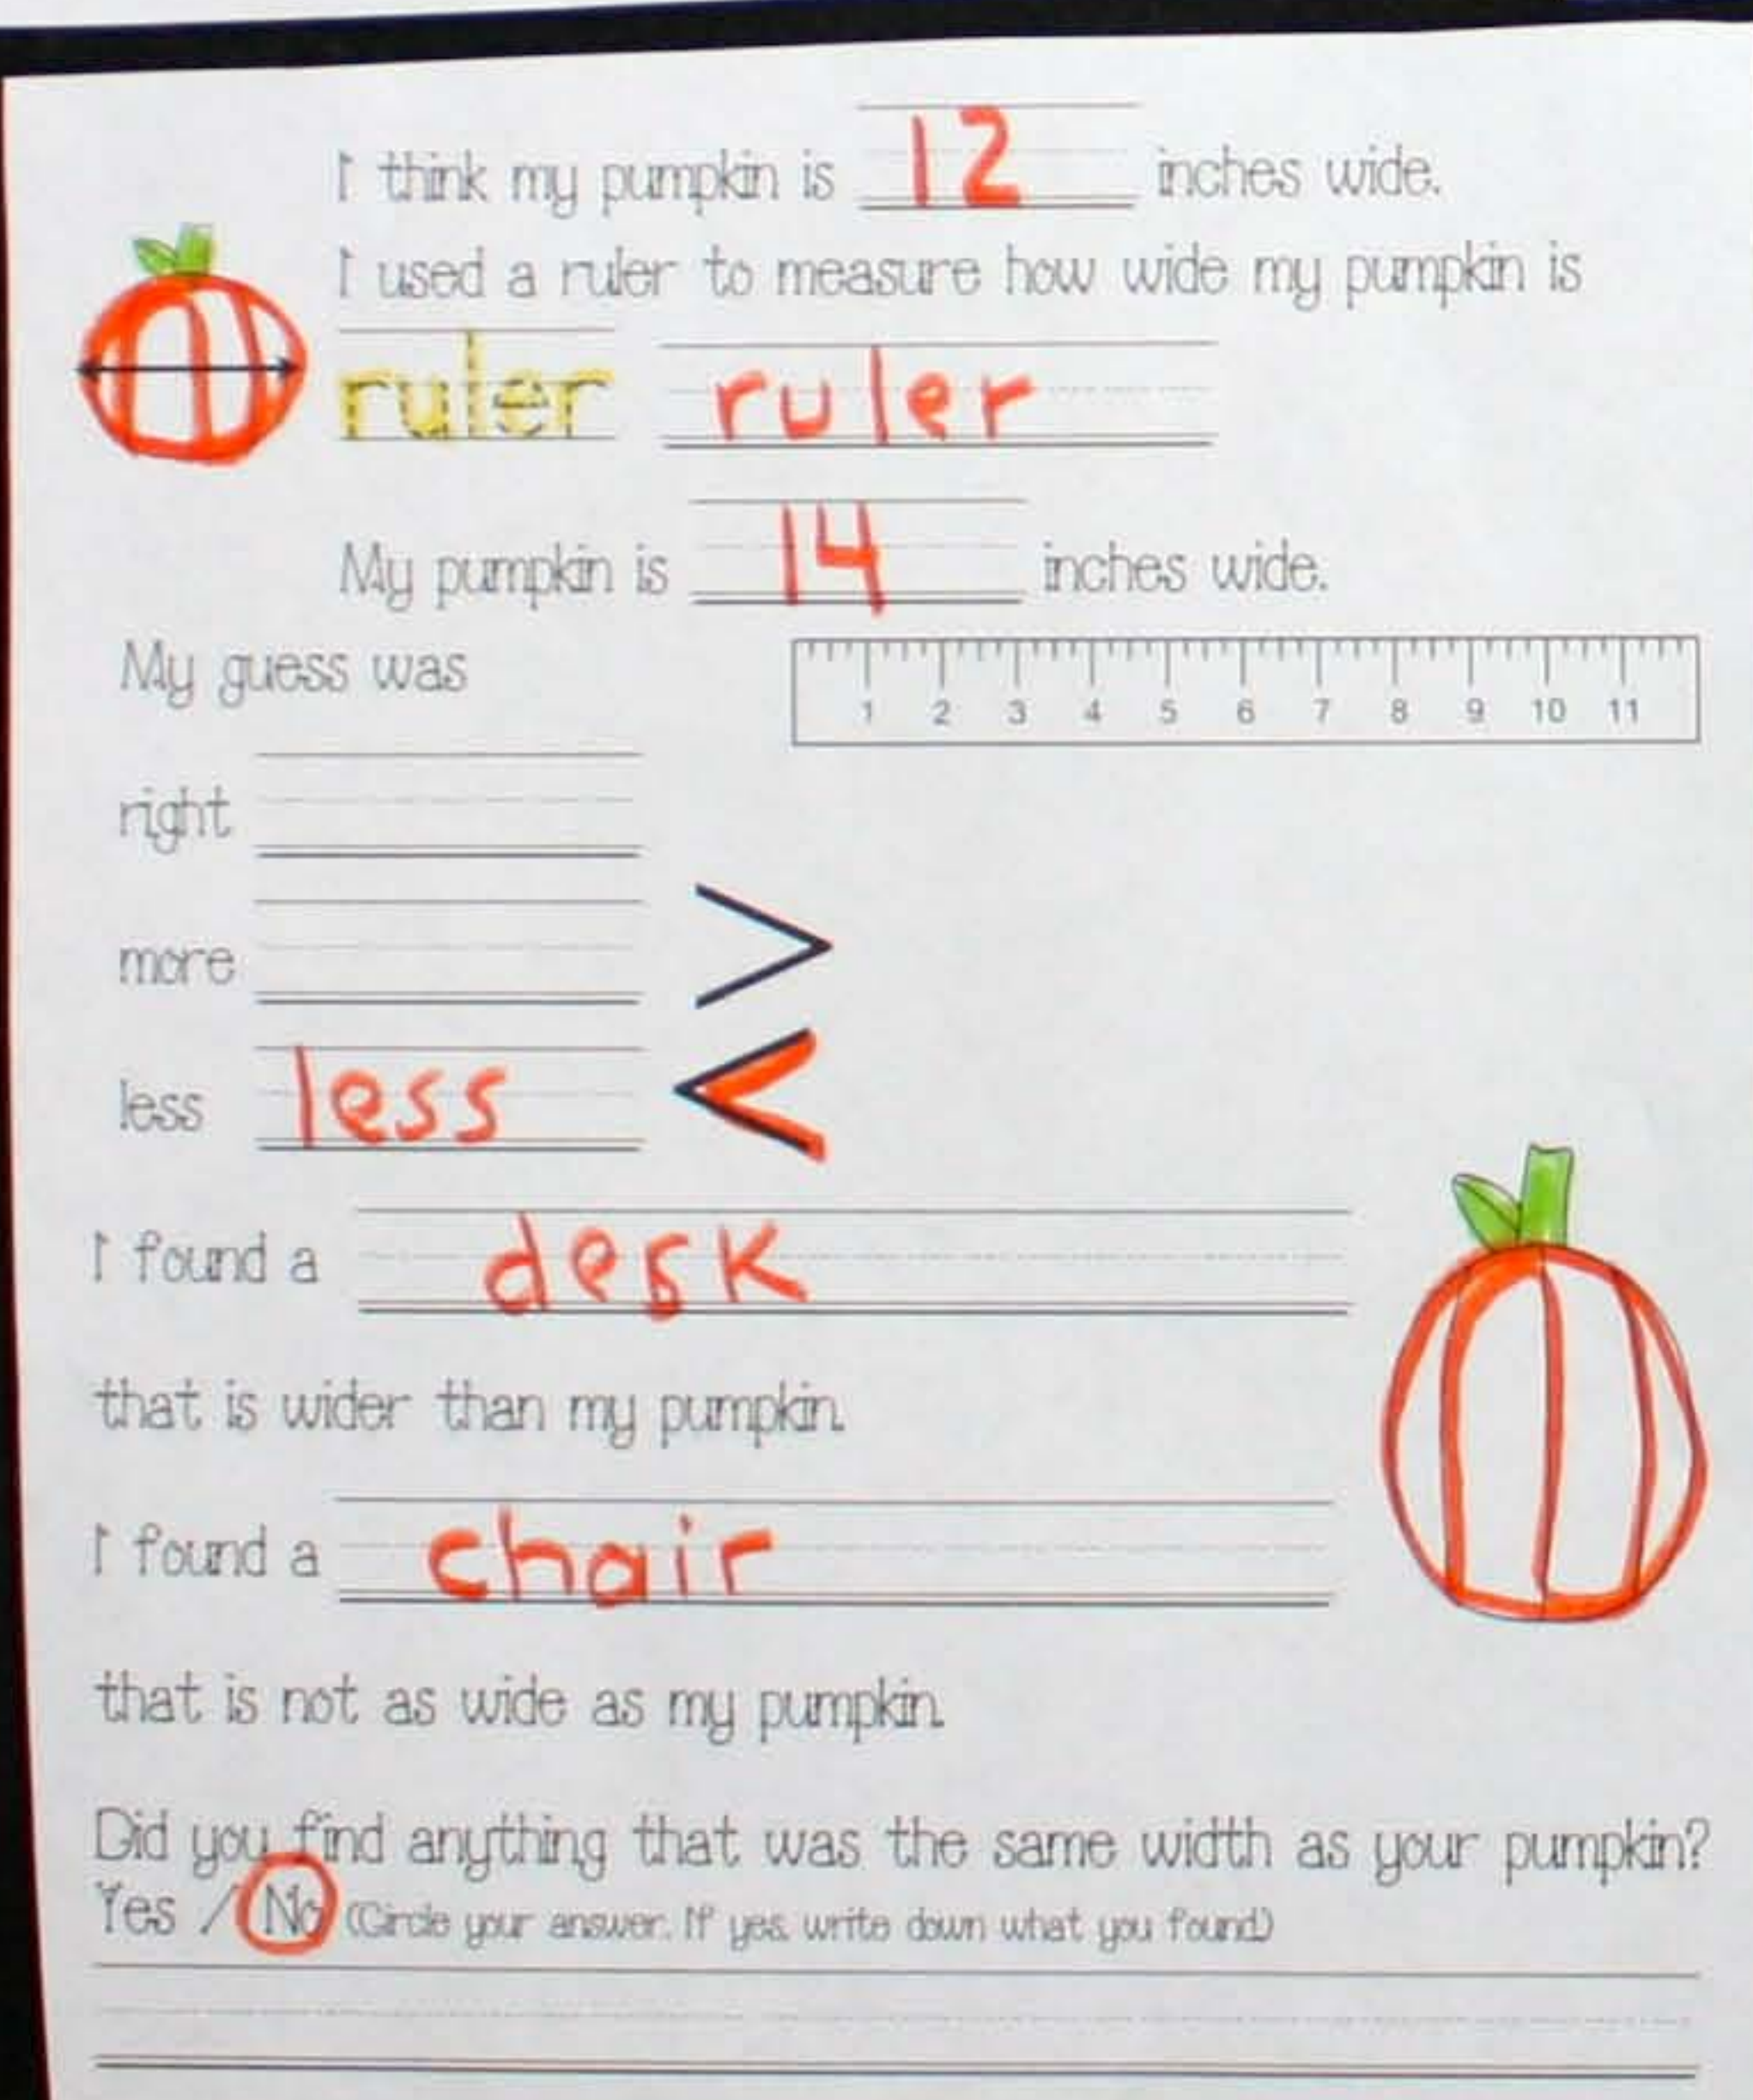 I think my pumpkin is 12 inches wide.
I used a ruler to measure how wide my pumpkin is
ruler ruler
My pumpkin is 14 inches wide.
My guess was
1 2 3 4 5 6 7 8 9 10 11
right
more >
less less <
I found a desk
that is wider than my pumpkin.
I found a chair
that is not as wide as my pumpkin.
Did you find anything that was the same width as your pumpkin?
Yes / No (Circle your answer. If yes, write down what you found.)